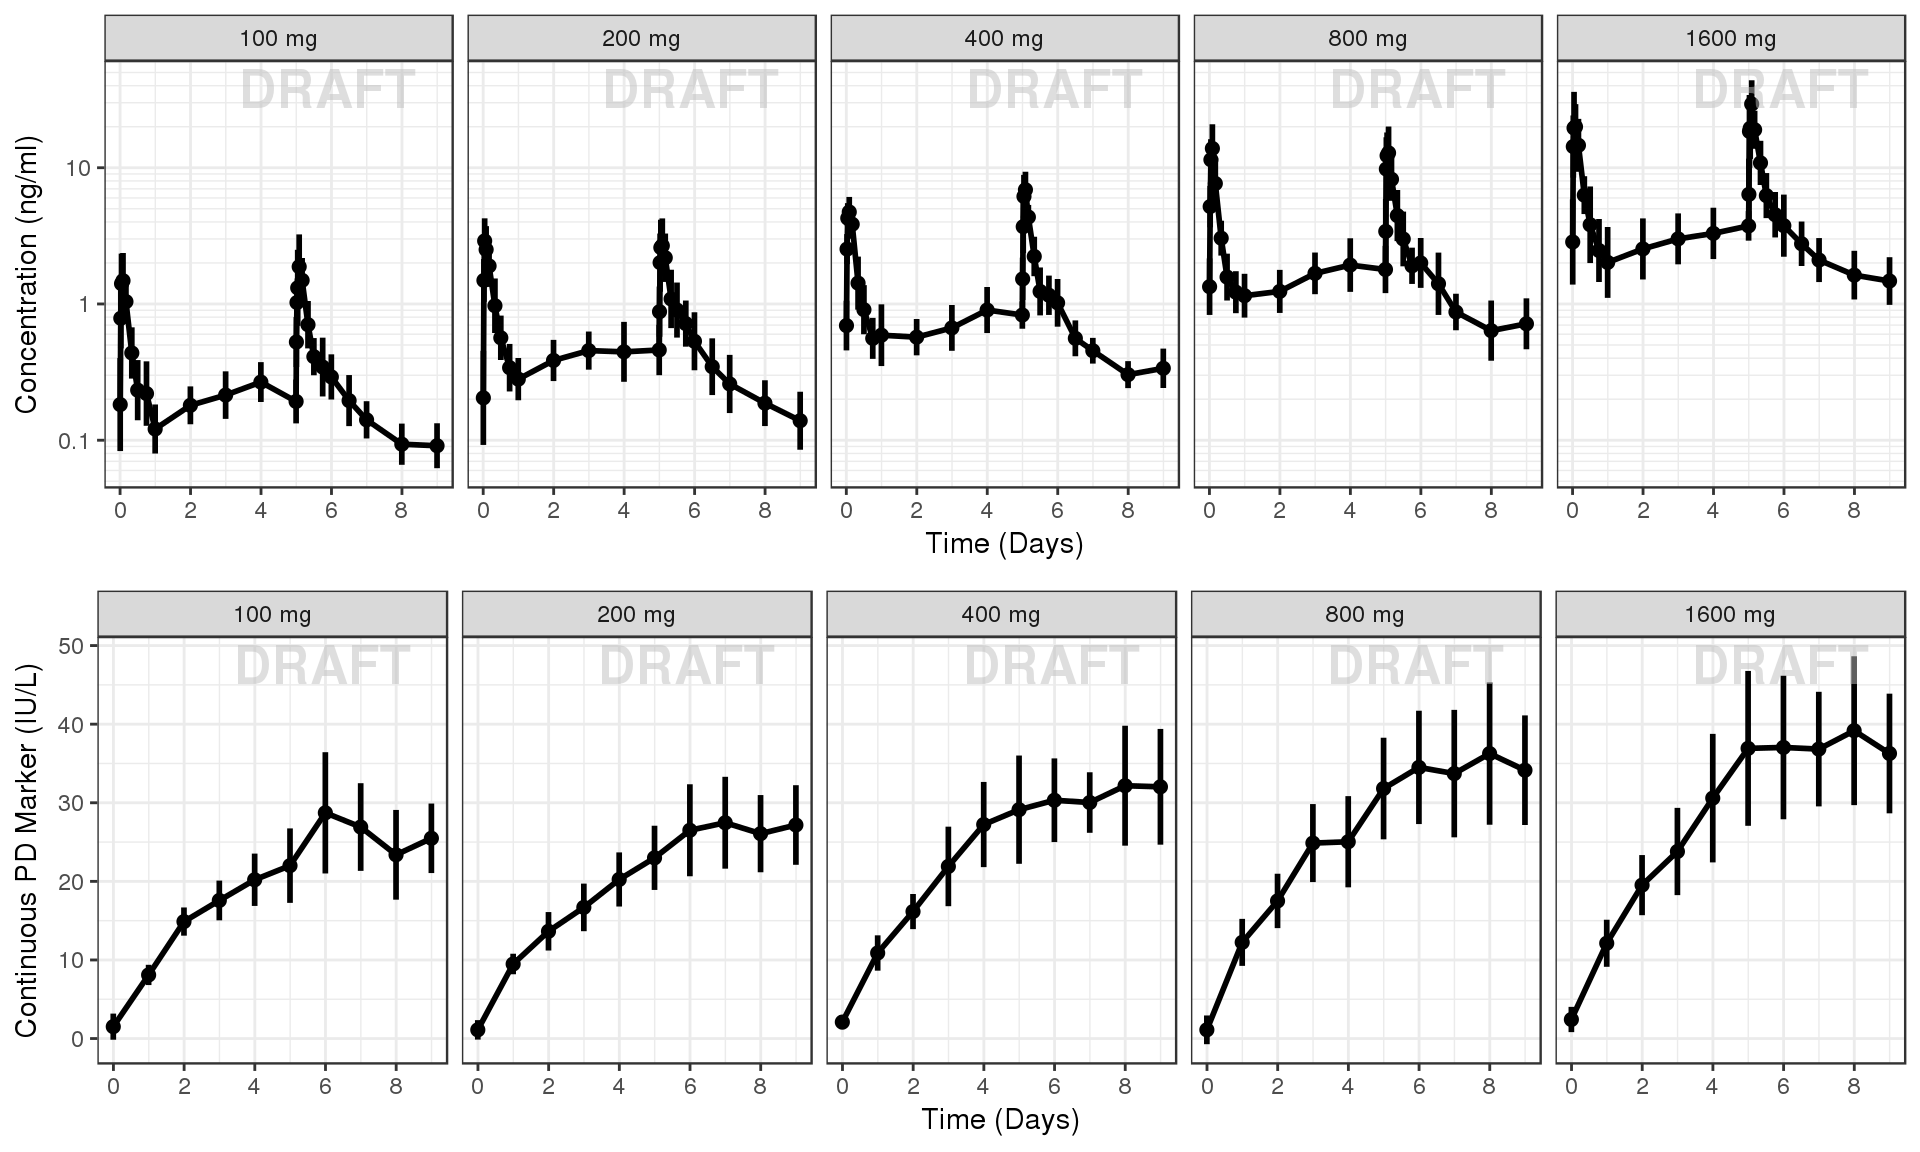 100 mg 200 mg 400 mg 800 mg 1600 mg
DRAFT DRAFT DRAFT DRAFT DRAFT
Concentration (ng/ml)
10
1
0.1
0 2 4 6 8 0 2 4 6 8 0 2 4 6 8 0 2 4 6 8 0 2 4 6 8
Time (Days)
100 mg 200 mg 400 mg 800 mg 1600 mg
DRAFT DRAFT DRAFT DRAFT DRAFT
Continuous PD Marker (IU/L)
50
40
30
20
10
0
0 2 4 6 8 0 2 4 6 8 0 2 4 6 8 0 2 4 6 8 0 2 4 6 8
Time (Days)